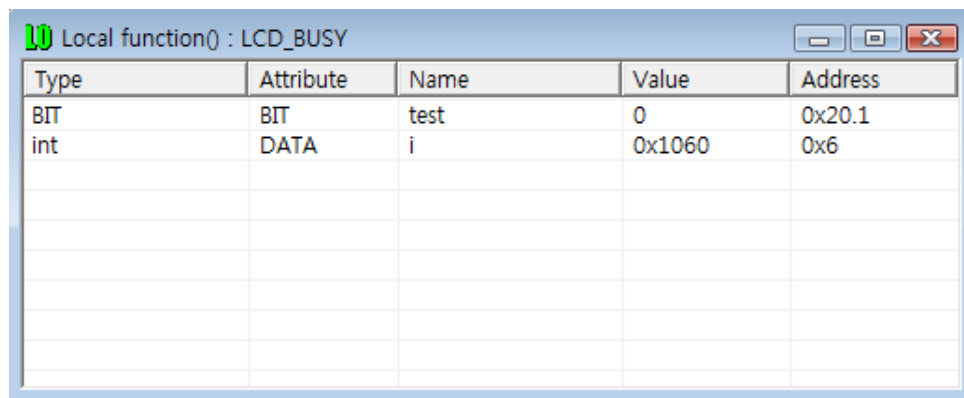 Local function() : LCD_BUSY
Type Attribute Name Value Address
BIT BIT test 0 0x20.1
int DATA i 0x1060 0x6